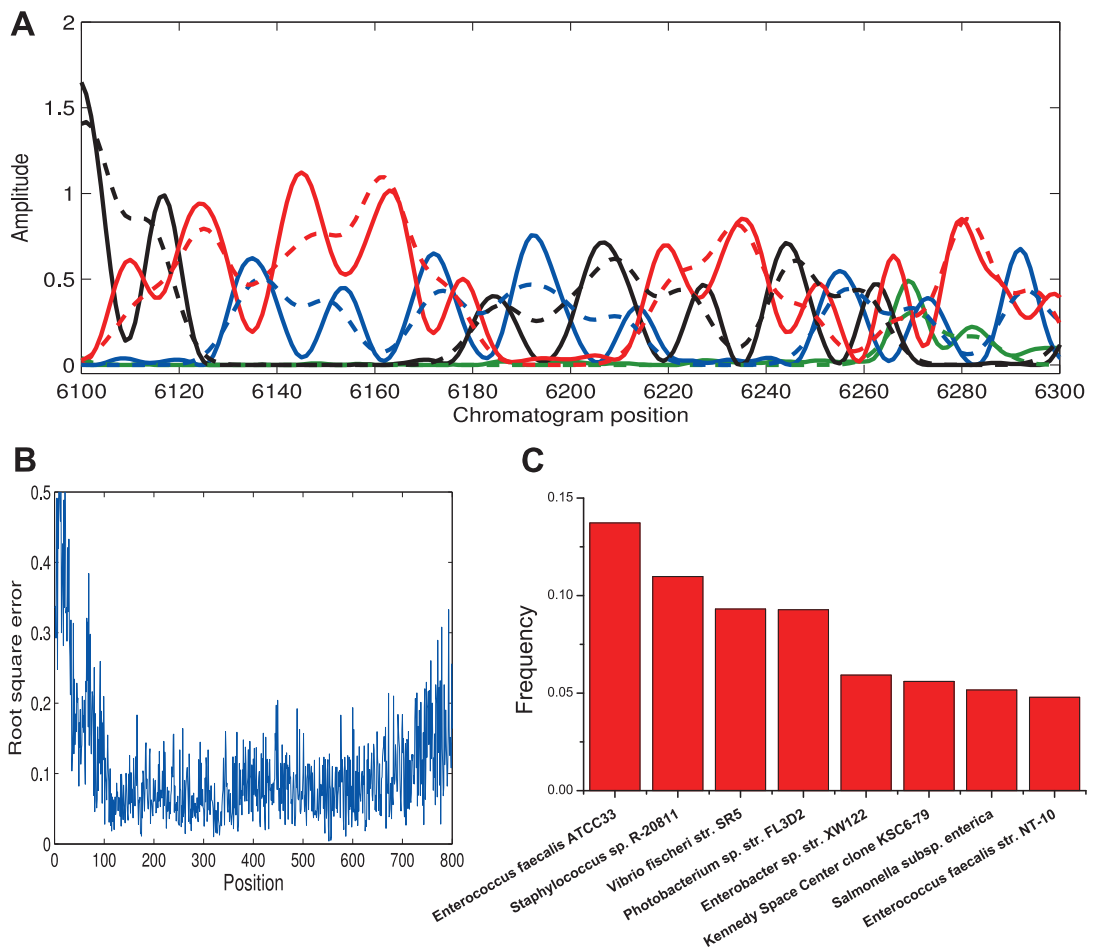 A
2
1.5
1
0.5
0
Amplitude
6100 6120 6140 6160 6180 6200 6220 6240 6260 6280 6300
Chromatogram position
B
0.5
0.4
0.3
0.2
0.1
0
Root square error
0 100 200 300 400 500 600 700 800
Position
C
0.15
0.10
0.05
0.00
Frequency
Enterococcus faecalis ATCC33
Staphylococcus sp. R-20811
Vibrio fischeri str. SR5
Photobacterium sp. str. FL3D2
Enterobacter sp. str. XW122
Kennedy Space Center clone KSC6-79
Salmonella subsp. enterica
Enterococcus faecalis str. NT-10